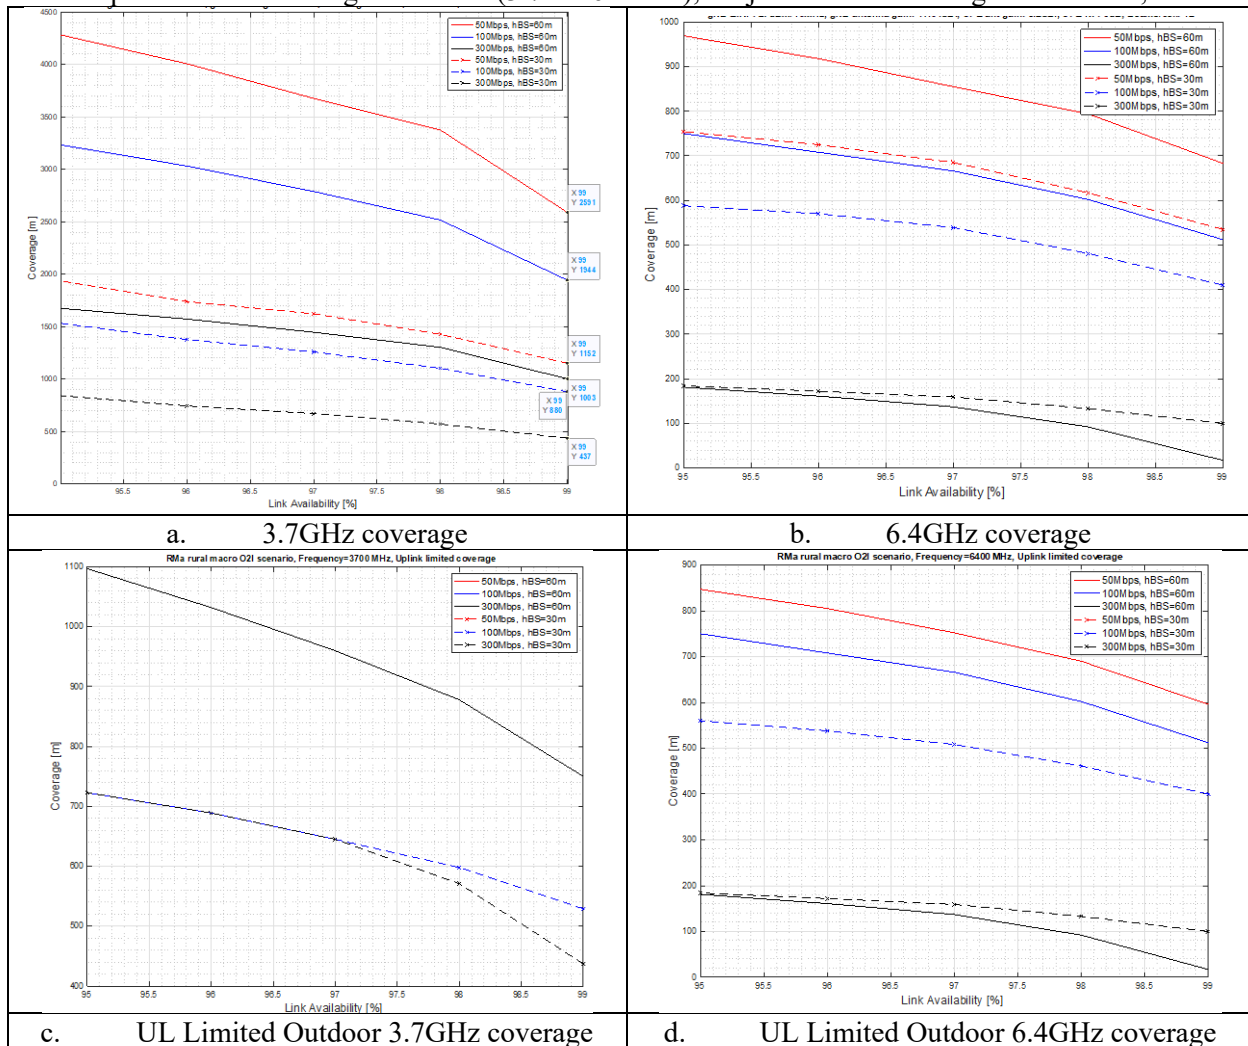 4500
4000
3500
3000
2500
2000
1500
1000
500
0
Coverage [m]
95.5 96 96.5 97 97.5 98 98.5 99
Link Availability [%]
50Mbps, hBS=60m
100Mbps, hBS=60m
300Mbps, hBS=60m
50Mbps, hBS=30m
100Mbps, hBS=30m
300Mbps, hBS=30m
X 99
Y 2591
X 99
Y 1944
X 99
Y 1152
X 99
Y 1003
X 99
Y 880
X 99
Y 437
1000
900
800
700
600
500
400
300
200
100
0
Coverage [m]
95 95.5 96 96.5 97 97.5 98 98.5 99
Link Availability [%]
50Mbps, hBS=60m
100Mbps, hBS=60m
300Mbps, hBS=60m
50Mbps, hBS=30m
100Mbps, hBS=30m
300Mbps, hBS=30m
a. 3.7GHz coverage
b. 6.4GHz coverage
RMa rural macro O2I scenario, Frequency=3700 MHz, Uplink limited coverage
1100
1000
900
800
700
600
500
400
Coverage [m]
95 95.5 96 96.5 97 97.5 98 98.5 99
Link Availability [%]
50Mbps, hBS=60m
100Mbps, hBS=60m
300Mbps, hBS=60m
50Mbps, hBS=30m
100Mbps, hBS=30m
300Mbps, hBS=30m
RMa rural macro O2I scenario, Frequency=6400 MHz, Uplink limited coverage
900
800
700
600
500
400
300
200
100
0
Coverage [m]
95 95.5 96 96.5 97 97.5 98 98.5 99
Link Availability [%]
50Mbps, hBS=60m
100Mbps, hBS=60m
300Mbps, hBS=60m
50Mbps, hBS=30m
100Mbps, hBS=30m
300Mbps, hBS=30m
c. UL Limited Outdoor 3.7GHz coverage
d. UL Limited Outdoor 6.4GHz coverage